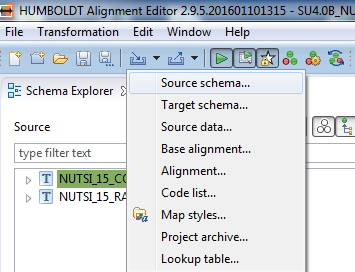 HUMBOLDT Alignment Editor 2.9.5.201601101315 - SU4.0B_NU
File Transformation Edit Window Help
Source schema...
Schema Explorer
Target schema...
Source
Source data...
type filter text
Base alignment...
T NUTSI_15_CO
Alignment...
T NUTSI_15_RA
Code list...
Map styles...
Project archive...
Lookup table...